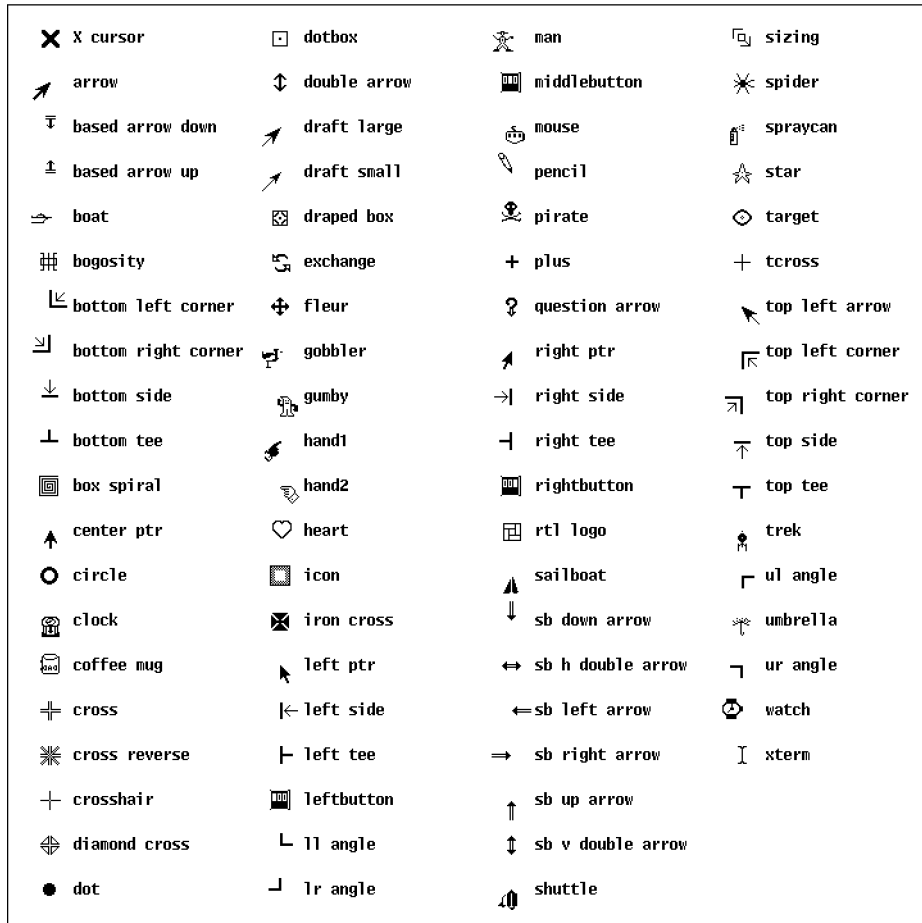 X cursor
arrow
based arrow down
based arrow up
boat
bogosity
bottom left corner
bottom right corner
bottom side
bottom tee
box spiral
center ptr
circle
clock
coffee mug
cross
cross reverse
crosshair
diamond cross
dot
dotbox
double arrow
draft large
draft small
draped box
exchange
fleur
gobbler
gumby
hand1
hand2
heart
icon
iron cross
left ptr
left side
left tee
leftbutton
ll angle
lr angle
man
middlebutton
mouse
pencil
pirate
plus
question arrow
right ptr
right side
right tee
rightbutton
rtl logo
sailboat
sb down arrow
sb h double arrow
sb left arrow
sb right arrow
sb up arrow
sb v double arrow
shuttle
sizing
spider
spraycan
star
target
tcross
top left arrow
top left corner
top right corner
top side
top tee
trek
ul angle
umbrella
ur angle
watch
xterm